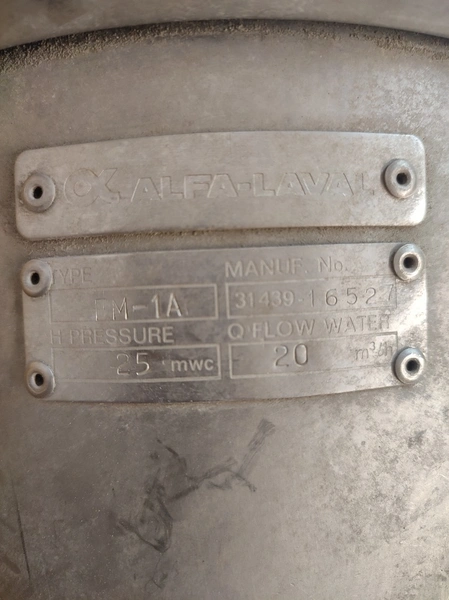 α ALFA-LAVAL
TYPE MANUF. No.
M-1A 31439-16527
H PRESSURE Q FLOW WATER
25 mwc 20 m³/h